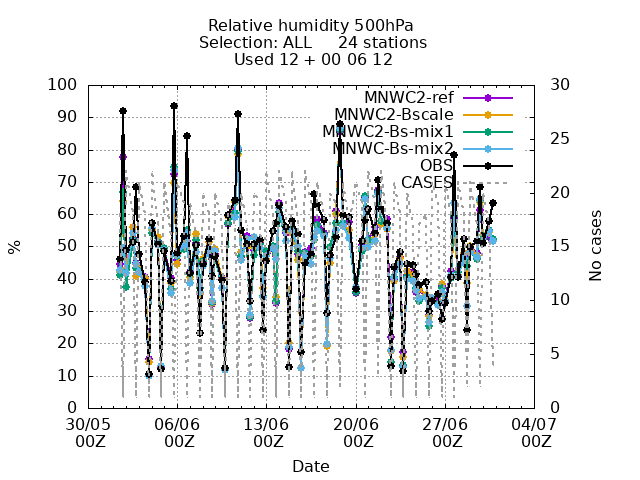 Relative humidity 500hPa
Selection: ALL     24 stations
Used 12 + 00 06 12
100
90
80
70
60
50
40
30
20
10
0
%
30
25
20
15
10
5
0
No cases
MNWC2-ref
MNWC2-Bscale
MNWC2-Bs-mix1
MNWC-Bs-mix2
OBS
CASES
30/05 06/06 13/06 20/06 27/06 04/07
00Z 00Z 00Z 00Z 00Z 00Z
Date